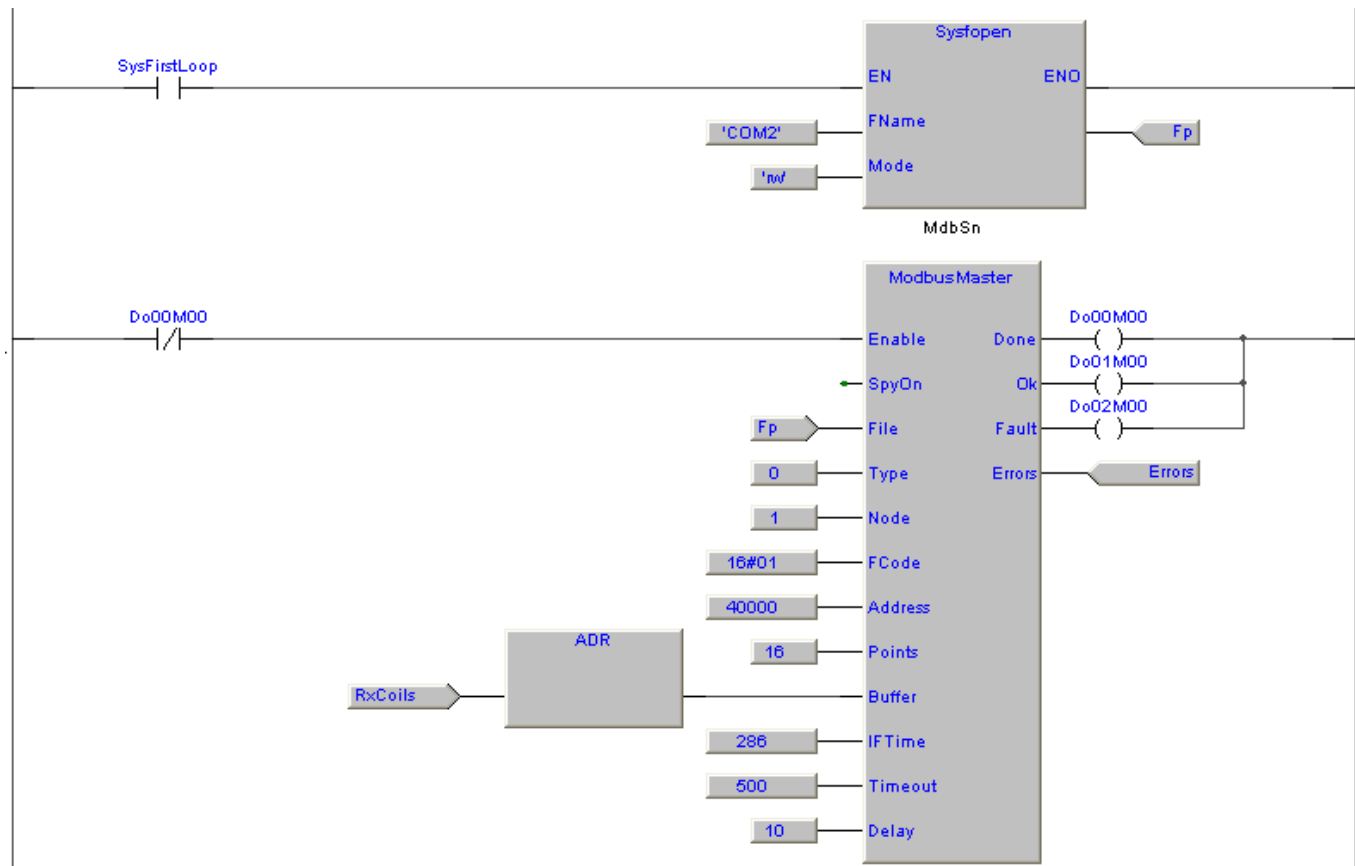 Sysfopen
SysFirstLoop
EN ENO
'COM2' FName Fp
'rw' Mode
MdbSn
ModbusMaster
Do00M00 Do00M00
Enable Done
Do01M00
SpyOn Ok
Do02M00
Fp File Fault
0 Type Errors Errors
1 Node
16#01 FCode
40000 Address
ADR
16 Points
RxCoils Buffer
286 IFTime
500 Timeout
10 Delay